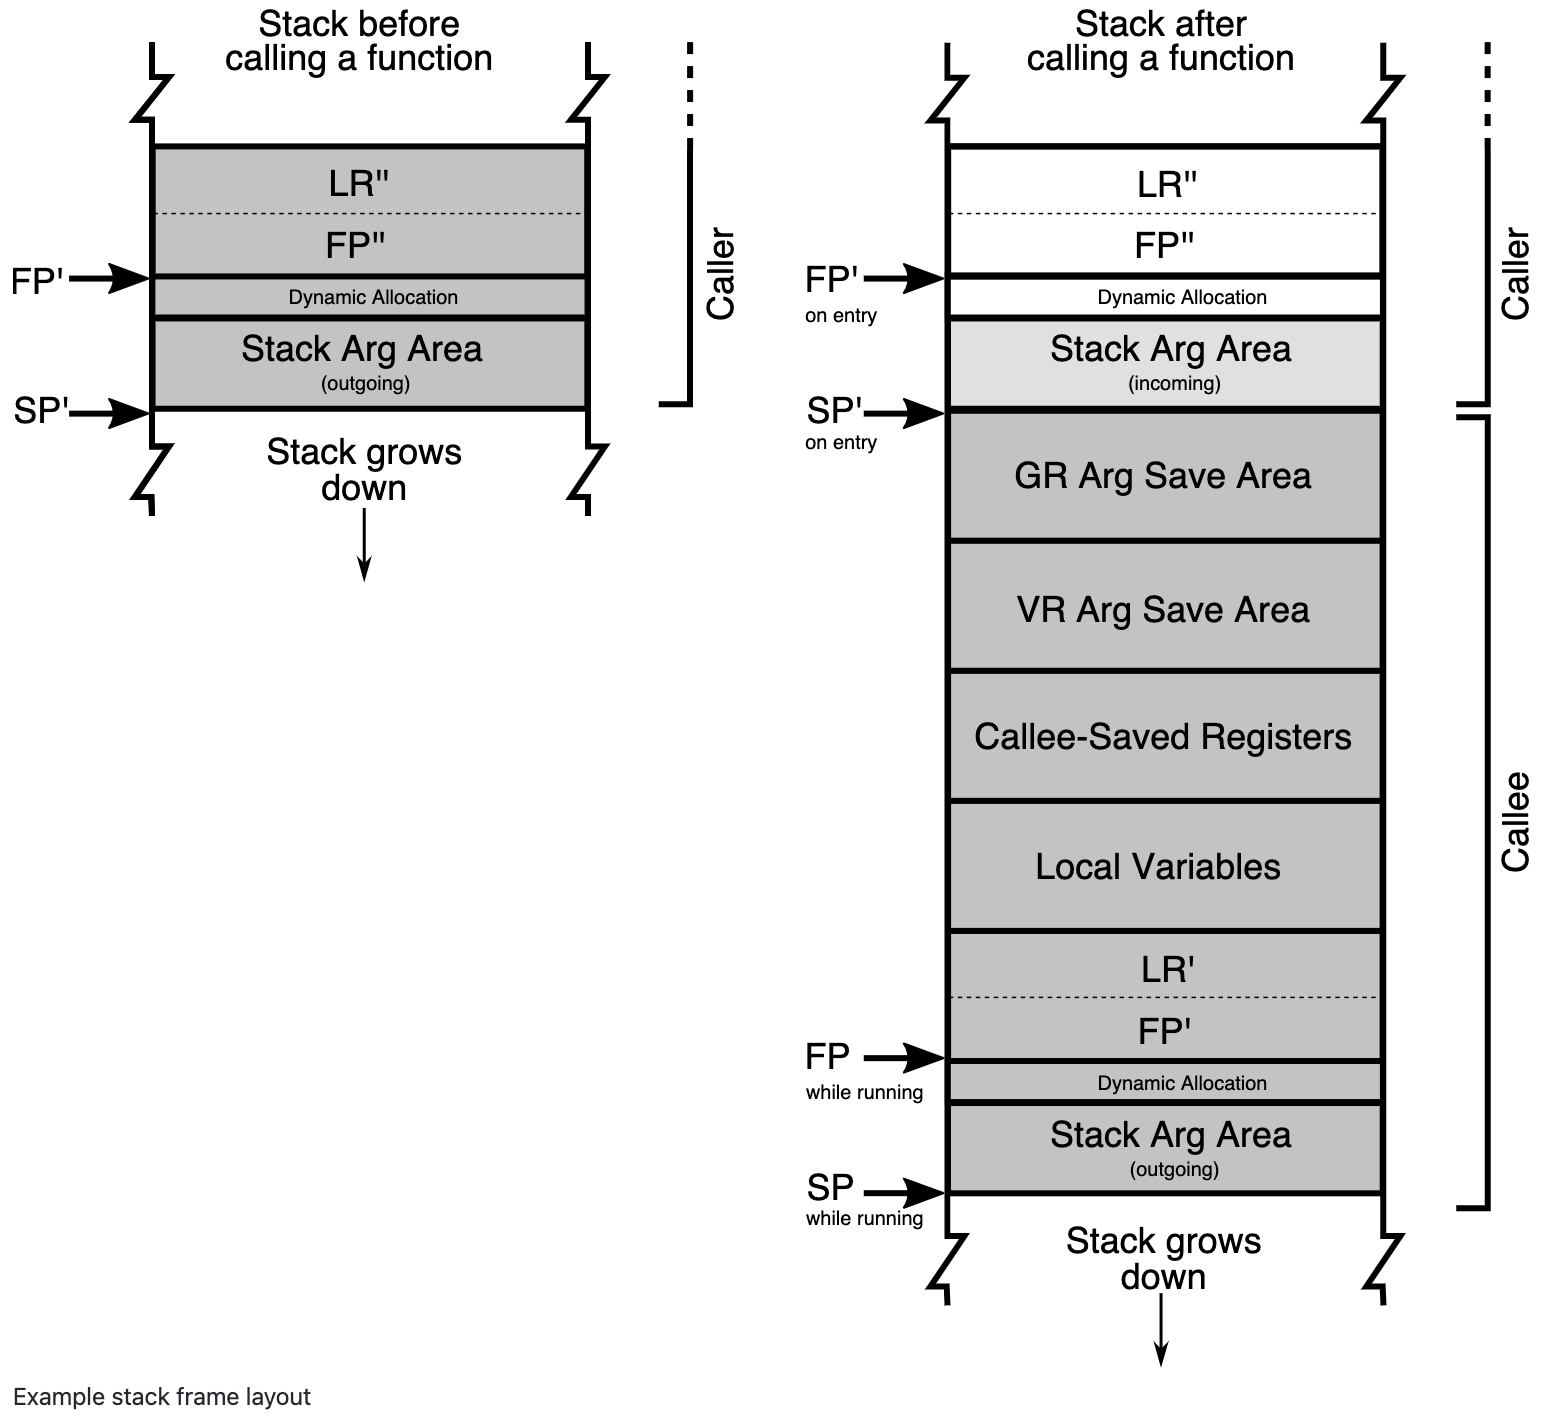 Stack before
calling a function
LR"
FP"
FP'
Dynamic Allocation
Stack Arg Area
(outgoing)
SP'
Caller
Stack grows
down
Stack after
calling a function
LR"
FP"
FP'
on entry
Dynamic Allocation
Stack Arg Area
(incoming)
SP'
on entry
Caller
GR Arg Save Area
VR Arg Save Area
Callee-Saved Registers
Local Variables
Callee
LR'
FP'
FP
while running
Dynamic Allocation
Stack Arg Area
(outgoing)
SP
while running
Stack grows
down
Example stack frame layout